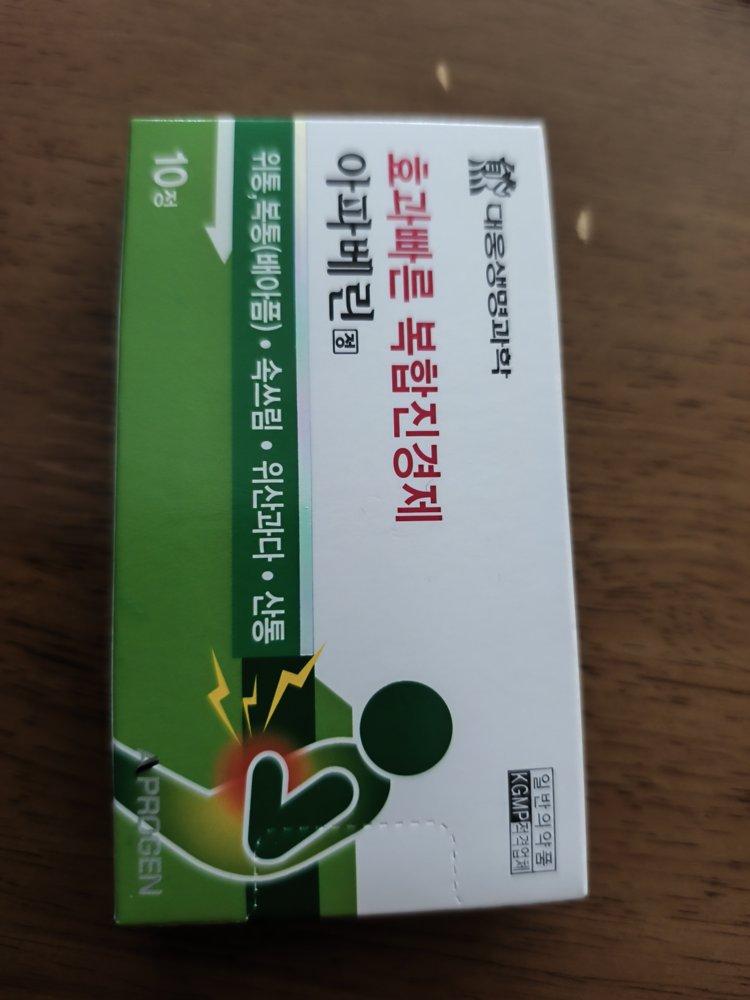 대웅생명과학
효과빠른 복합진경제
아파베린 정
위통,복통(배아픔) • 속쓰림 • 위산과다 • 산통
10정
일반의약품
KGMP적격업체
APROGEN